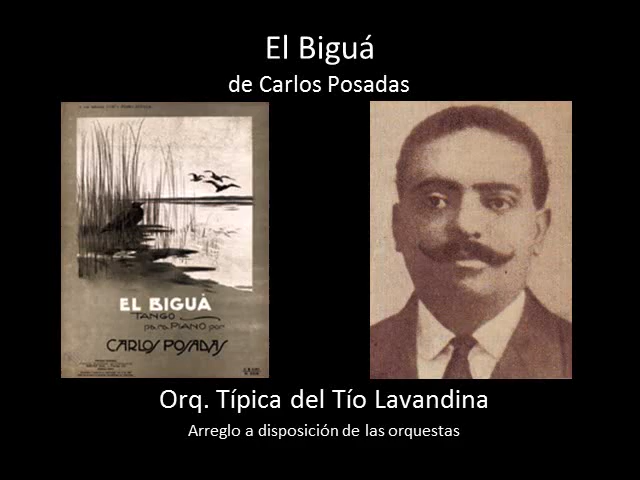 El Biguá
de Carlos Posadas
EL BIGUÁ
TANGO
para PIANO por
CARLOS POSADAS
Orq. Típica del Tío Lavandina
Arreglo a disposición de las orquestas